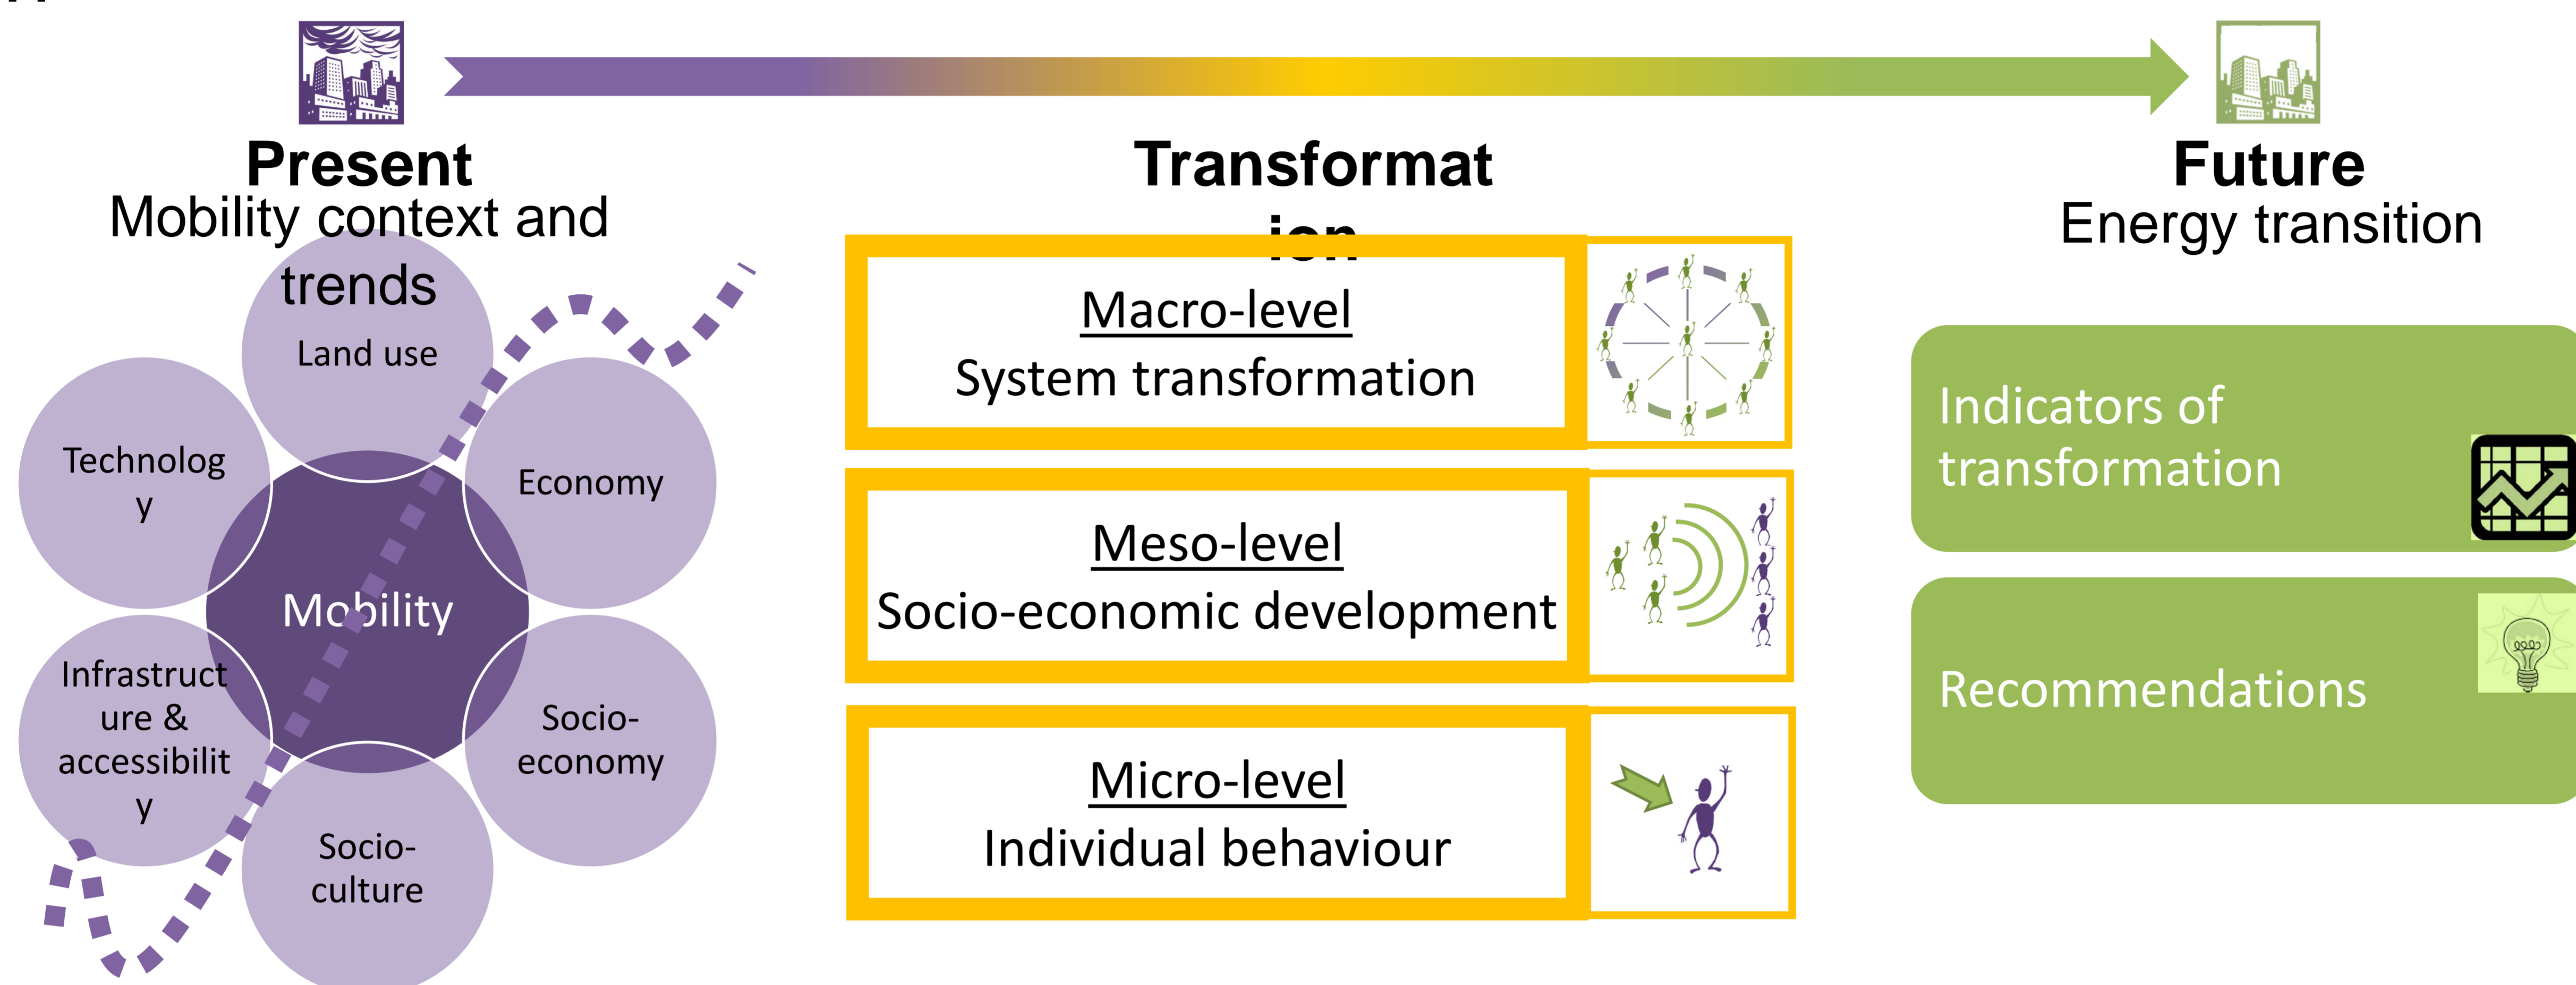 Present
Mobility context and
trends
Land use
Technolog
y
Economy
Mobility
Infrastruct
ure &
accessibilit
y
Socio-
economy
Socio-
culture
Transformat
ion
Macro-level
System transformation
Meso-level
Socio-economic development
Micro-level
Individual behaviour
Future
Energy transition
Indicators of
transformation
Recommendations